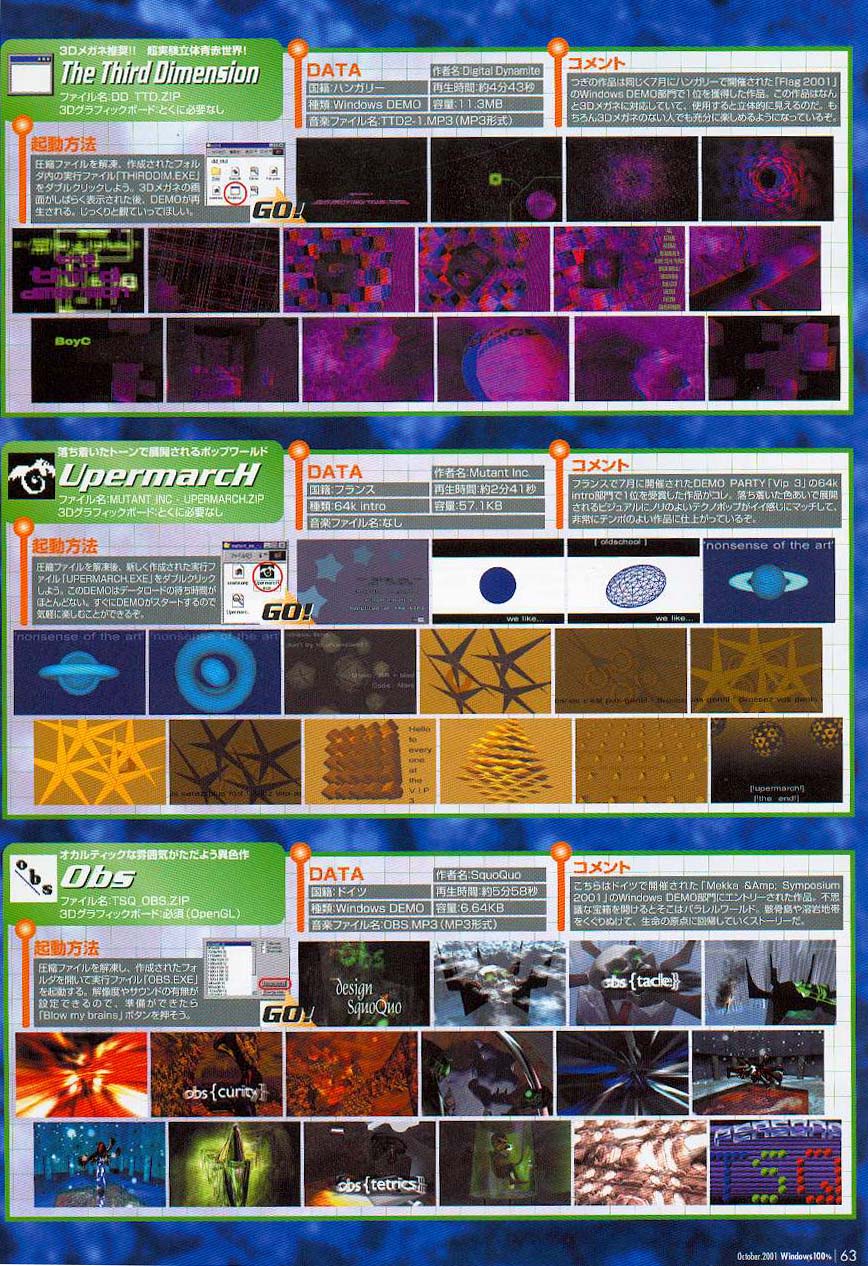 3Dメガネ推奨!! 超実験立体青赤世界!
The Third Dimension
ファイル名:DD_TTD.ZIP
3Dグラフィックボード:とくに必要なし
DATA
作者名:Digital Dynamite
国籍:ハンガリー
再生時間:約4分43秒
種類:Windows DEMO
容量:11.3MB
音楽ファイル名:TTD2-1.MP3(MP3形式)
コメント
つぎの作品は同じく7月にハンガリーで開催された「Flag 2001」
のWindows DEMO部門で1位を獲得した作品。この作品はなん
と3Dメガネに対応していて、使用すると立体的に見えるのだ。も
ちろん3Dメガネのない人でも充分に楽しめるようになっているぞ。
起動方法
圧縮ファイルを解凍、作成されたフォル
ダ内の実行ファイル「THIRDDIM.EXE」
をダブルクリックしよう。3Dメガネの画
面がしばらく表示された後、DEMOが再
生される。じっくりと観ていってほしい。
GO!
the
third
dimension
BoyC
落ち着いたトーンで展開されるポップワールド
UpermarcH
ファイル名:MUTANT_INC - UPERMARCH.ZIP
3Dグラフィックボード:とくに必要なし
DATA
作者名:Mutant Inc.
国籍:フランス
再生時間:約2分41秒
種類:64k intro
容量:57.1KB
音楽ファイル名:なし
コメント
フランスで7月に開催されたDEMO PARTY「Vip 3」の64k
intro部門で1位を受賞した作品がコレ。落ち着いた色あいで展開
されるビジュアルにノリのよいテクノポップがイイ感じにマッチして、
非常にテンポのよい作品に仕上がっているぞ。
起動方法
圧縮ファイルを解凍後、新しく作成された実行フ
ァイル「UPERMARCH.EXE」をダブルクリック
しよう。このDEMOはデータロードの待ち時間が
ほとんどない。すぐにDEMOがスタートするので
気軽に楽しむことができるぞ。
GO!
we like...
[ oldschool ]
we like...
'nonsense of the art'
'nonsense of the art'
'nonsense of the art
Hello
to
every
one
at
the
V.I.P
3
[!upermarch!]
[!the end!]
オカルティックな雰囲気がただよう異色作
obs
Obs
ファイル名:TSQ_OBS.ZIP
3Dグラフィックボード:必須(OpenGL)
DATA
作者名:SquoQuo
国籍:ドイツ
再生時間:約5分58秒
種類:Windows DEMO
容量:6.64KB
音楽ファイル名:OBS.MP3(MP3形式)
コメント
こちらはドイツで開催された「Mekka &Amp; Symposium
2001」のWindows DEMO部門にエントリーされた作品。不思
議な宝箱を開けるとそこはパラレルワールド。骸骨島や溶岩地帯
をくぐりぬけて、生命の原点に回帰していくストーリーだ。
起動方法
圧縮ファイルを解凍し、作成されたフォ
ルダを開いて実行ファイル「OBS.EXE」
を起動する。解像度やサウンドの有無が
設定できるので、準備ができたら
「Blow my brains」ボタンを押そう。
GO!
design
SquoQuo
obs {tacle}
obs {curity}
obs {tetrics}
TSQ
October.2001 Windows100% 63